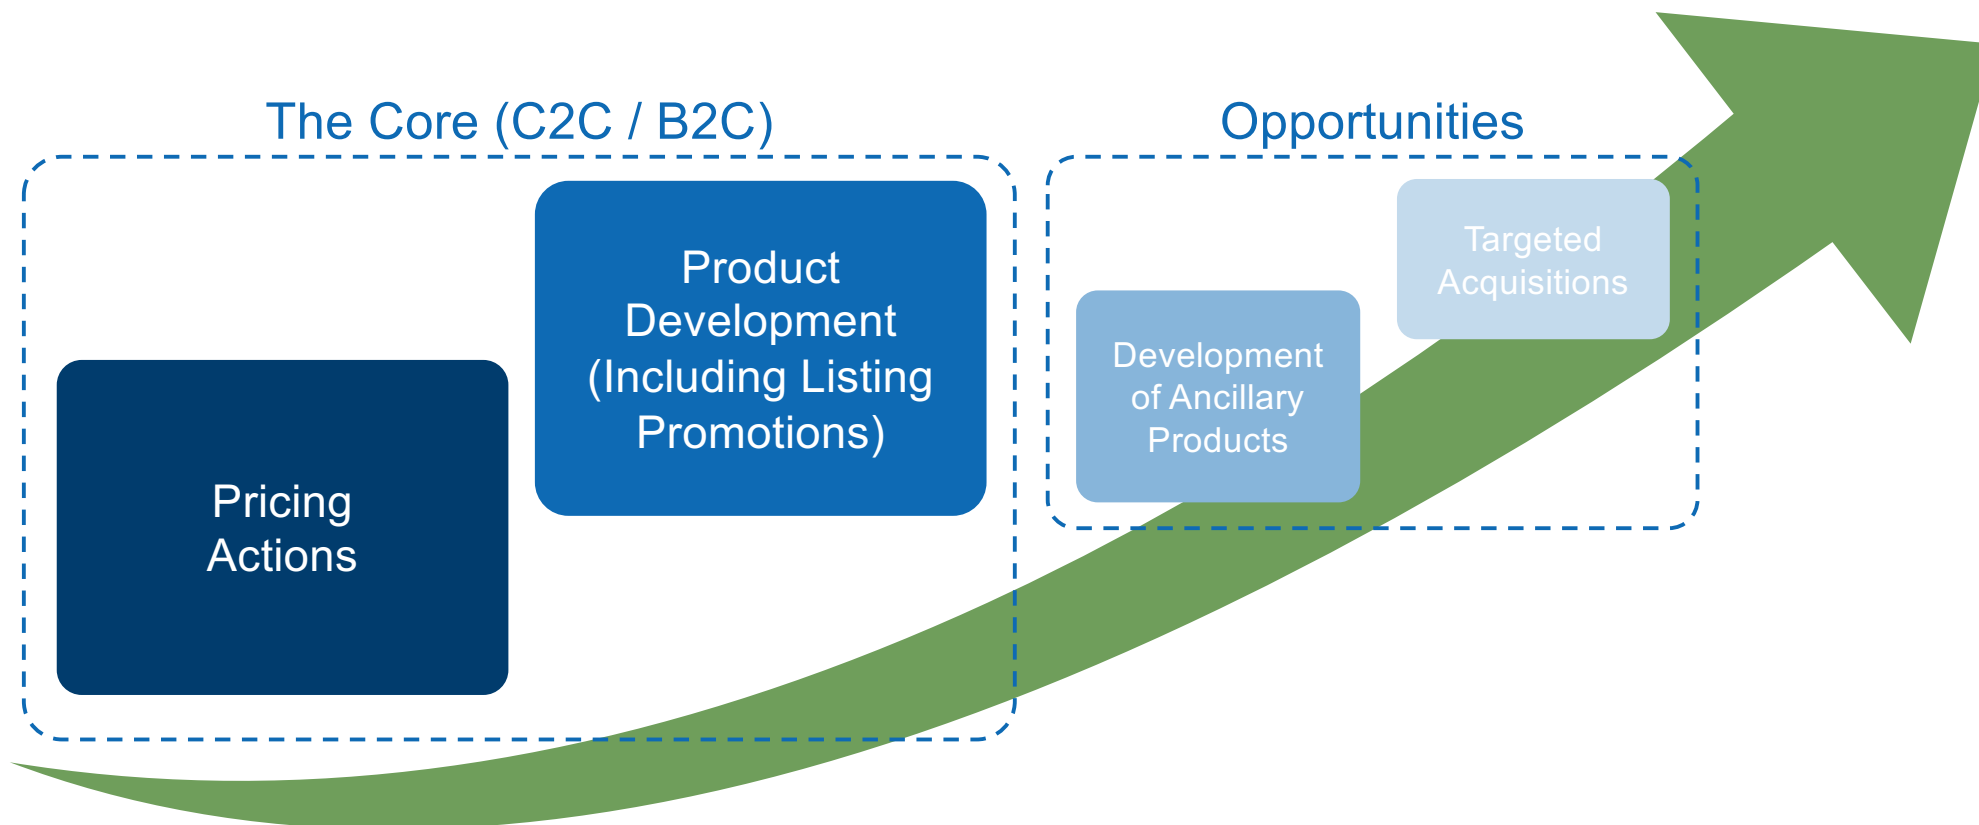 The Core (C2C / B2C)
Pricing
Actions
Product
Development
(Including Listing
Promotions)
Opportunities
Development
of Ancillary
Products
Targeted
Acquisitions